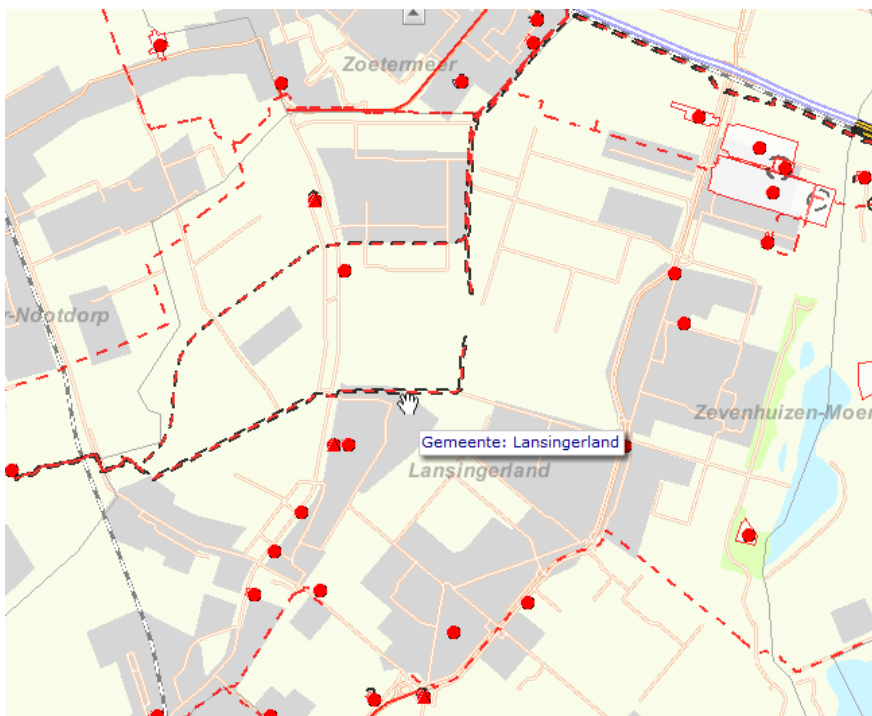 Zoetermeer
r-Nootdorp
Zevenhuizen-Moer
Gemeente: Lansingerland
Lansingerland